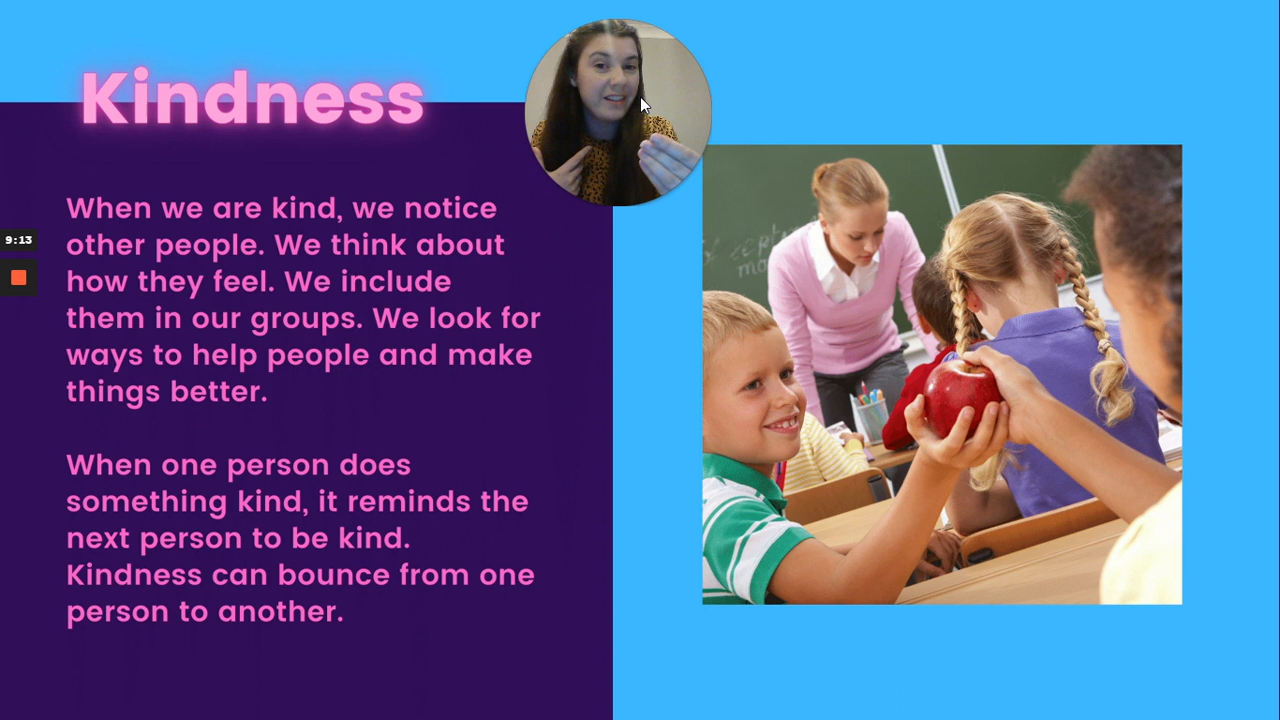 Kindness
When we are kind, we notice
other people. We think about
how they feel. We include
them in our groups. We look for
ways to help people and make
things better.
When one person does
something kind, it reminds the
next person to be kind.
Kindness can bounce from one
person to another.
9:13